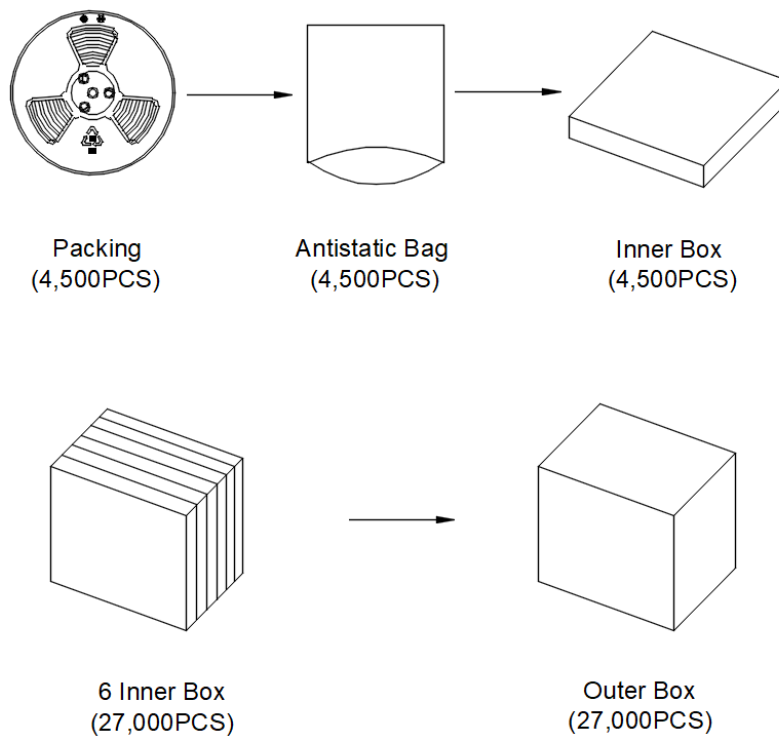 Packing
(4,500PCS)
Antistatic Bag
(4,500PCS)
Inner Box
(4,500PCS)
6 Inner Box
(27,000PCS)
Outer Box
(27,000PCS)